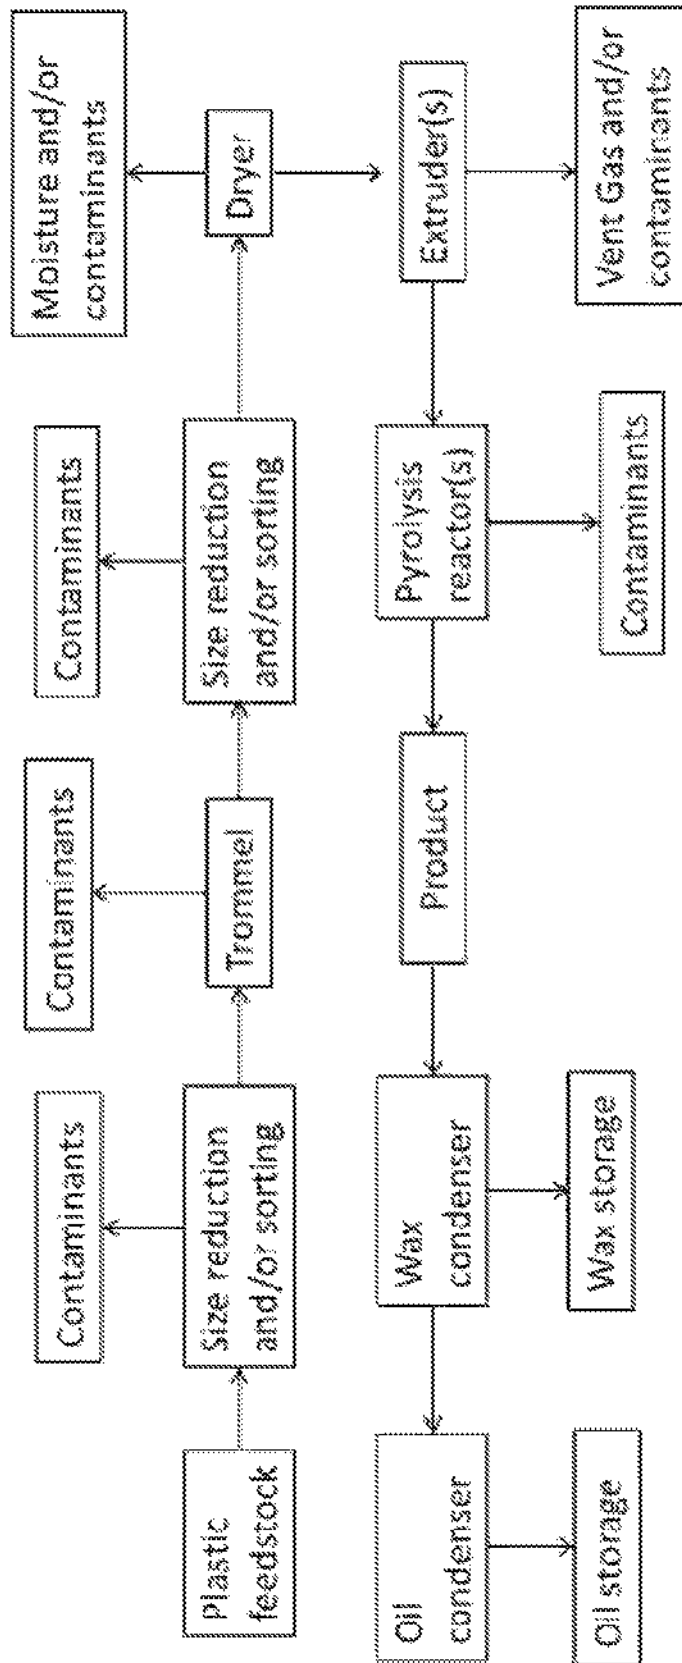 Contaminants
Contaminants
Contaminants
Moisture and/or
contaminants
Plastic
feedstock
Size reduction
and/or sorting
Trommel
Size reduction
and/or sorting
Dryer
Oil
condenser
Wax
condenser
Product
Pyrolysis
reactor(s)
Extruder(s)
Oil storage
Wax storage
Contaminants
Vent Gas and/or
contaminants